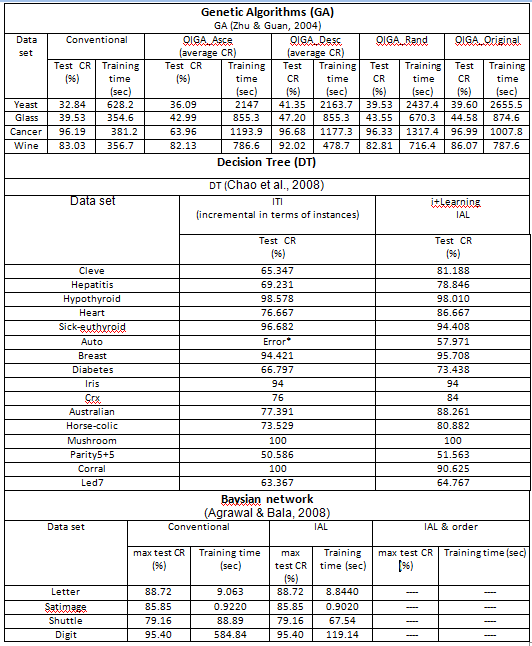 Genetic Algorithms (GA)
GA (Zhu & Guan, 2004)
Data set Conventional OIGA_Asce (average CR) OIGA_Desc (average CR) OIGA_Rand OIGA_Original
Test CR (%) Training time (sec) Test CR (%) Training time (sec) Test CR (%) Training time (sec) Test CR (%) Training time (sec) Test CR (%) Training time (sec)
Yeast 32.84 628.2 36.09 2147 41.35 2163.7 39.53 2437.4 39.60 2655.5
Glass 39.53 354.6 42.99 855.3 47.20 855.3 43.55 670.3 44.58 874.6
Cancer 96.19 381.2 63.96 1193.9 96.68 1177.3 96.33 1317.4 96.99 1007.8
Wine 83.03 356.7 82.13 786.6 92.02 478.7 82.81 716.4 86.07 787.6
Decision Tree (DT)
DT (Chao et al., 2008)
Data set ITI (incremental in terms of instances) i+Learning IAL
Test CR (%) Test CR (%)
Cleve 65.347 81.188
Hepatitis 69.231 78.846
Hypothyroid 98.578 98.010
Heart 76.667 86.667
Sick-euthyroid 96.682 94.408
Auto Error* 57.971
Breast 94.421 95.708
Diabetes 66.797 73.438
Iris 94 94
Crx 76 84
Australian 77.391 88.261
Horse-colic 73.529 80.882
Mushroom 100 100
Parity5+5 50.586 51.563
Corral 100 90.625
Led7 63.367 64.767
Baysian network
(Agrawal & Bala, 2008)
Data set Conventional IAL IAL & order
max test CR (%) Training time (sec) max test CR (%) Training time (sec) max test CR (%) Training time (sec)
Letter 88.72 9.063 88.72 8.8440 ---- ----
Satimage 85.85 0.9220 85.85 0.9020 ---- ----
Shuttle 79.16 88.89 79.16 67.54 ---- ----
Digit 95.40 584.84 95.40 119.14 ---- ----